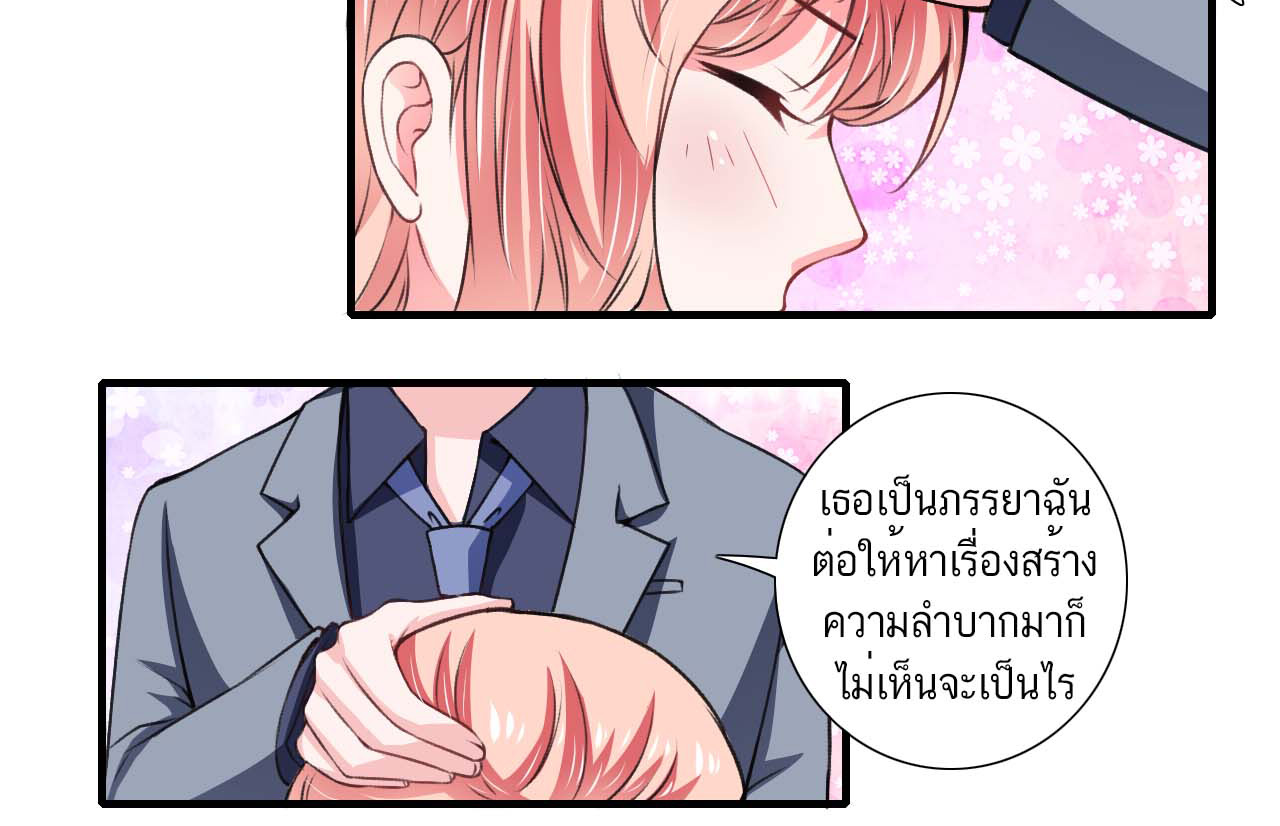 เธอเป็นภรรยาฉัน
ต่อให้หาเรื่องสร้าง
ความลำบากมาก็
ไม่เห็นจะเป็นไร